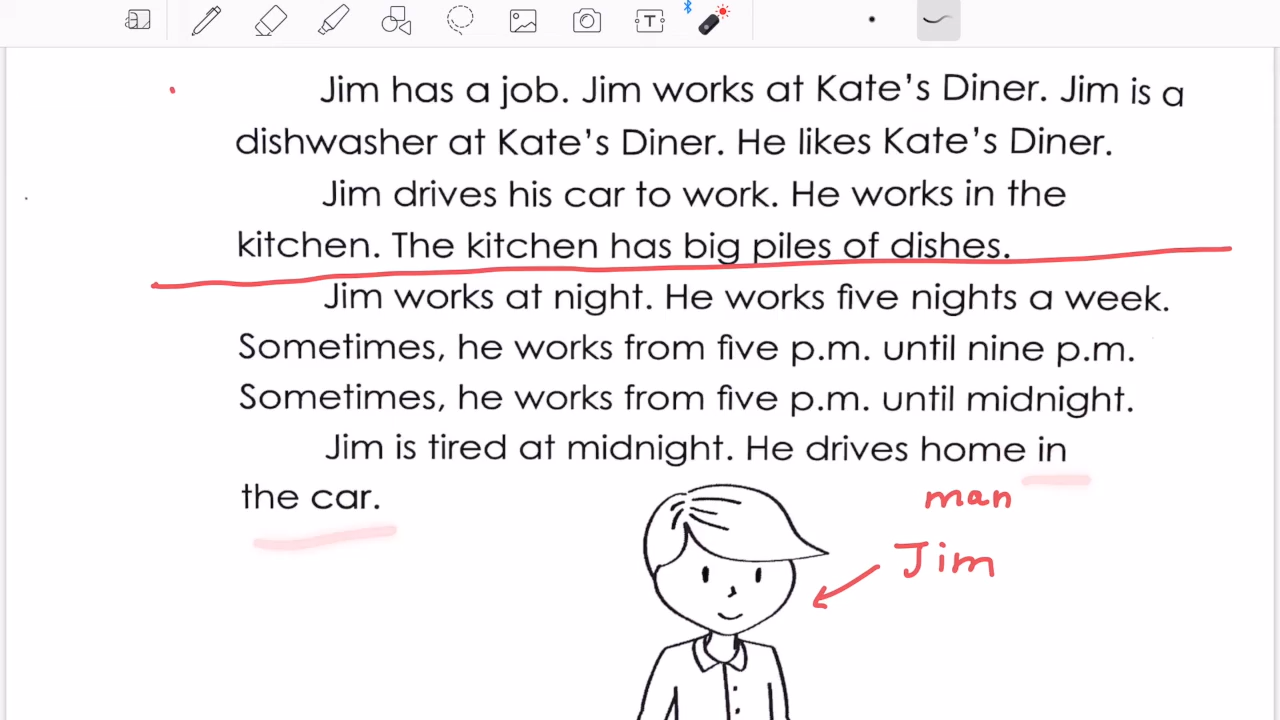 Jim has a job. Jim works at Kate's Diner. Jim is a
dishwasher at Kate's Diner. He likes Kate's Diner.
Jim drives his car to work. He works in the
kitchen. The kitchen has big piles of dishes.
Jim works at night. He works five nights a week.
Sometimes, he works from five p.m. until nine p.m.
Sometimes, he works from five p.m. until midnight.
Jim is tired at midnight. He drives home in
the car.
man
Jim